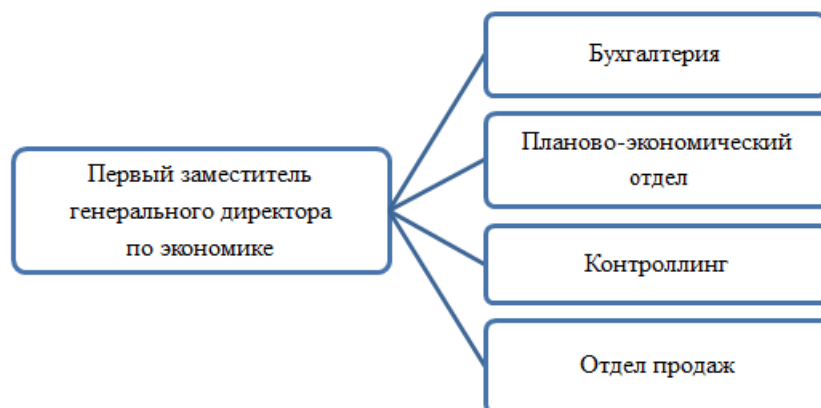 Первый заместитель
генерального директора
по экономике
Бухгалтерия
Планово-экономический
отдел
Контроллинг
Отдел продаж